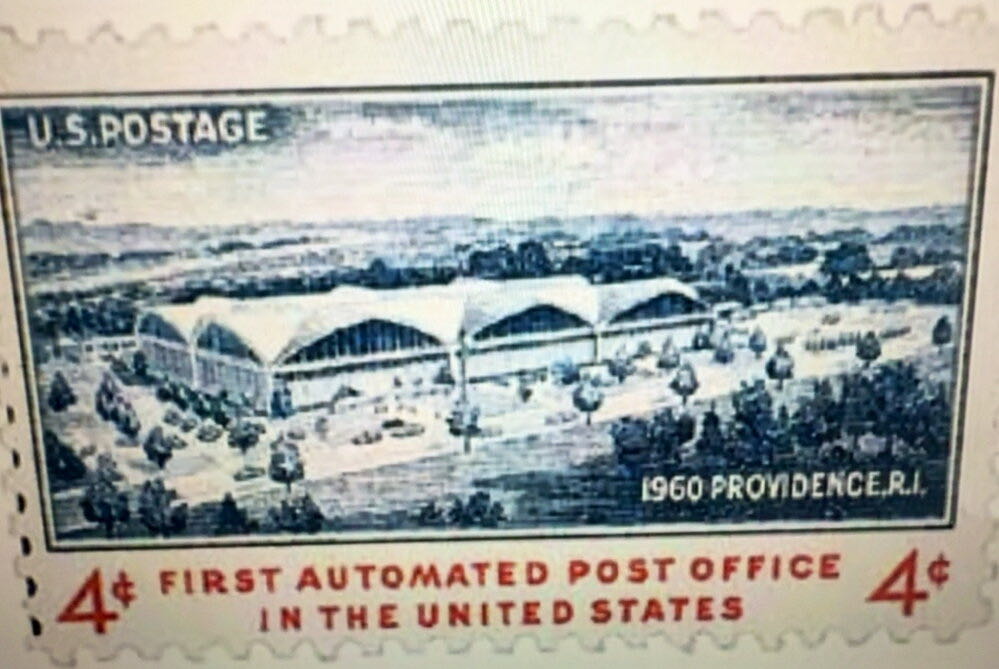 U.S. POSTAGE
1960 PROVIDENCE, R.I.
4¢ FIRST AUTOMATED POST OFFICE 4¢
IN THE UNITED STATES